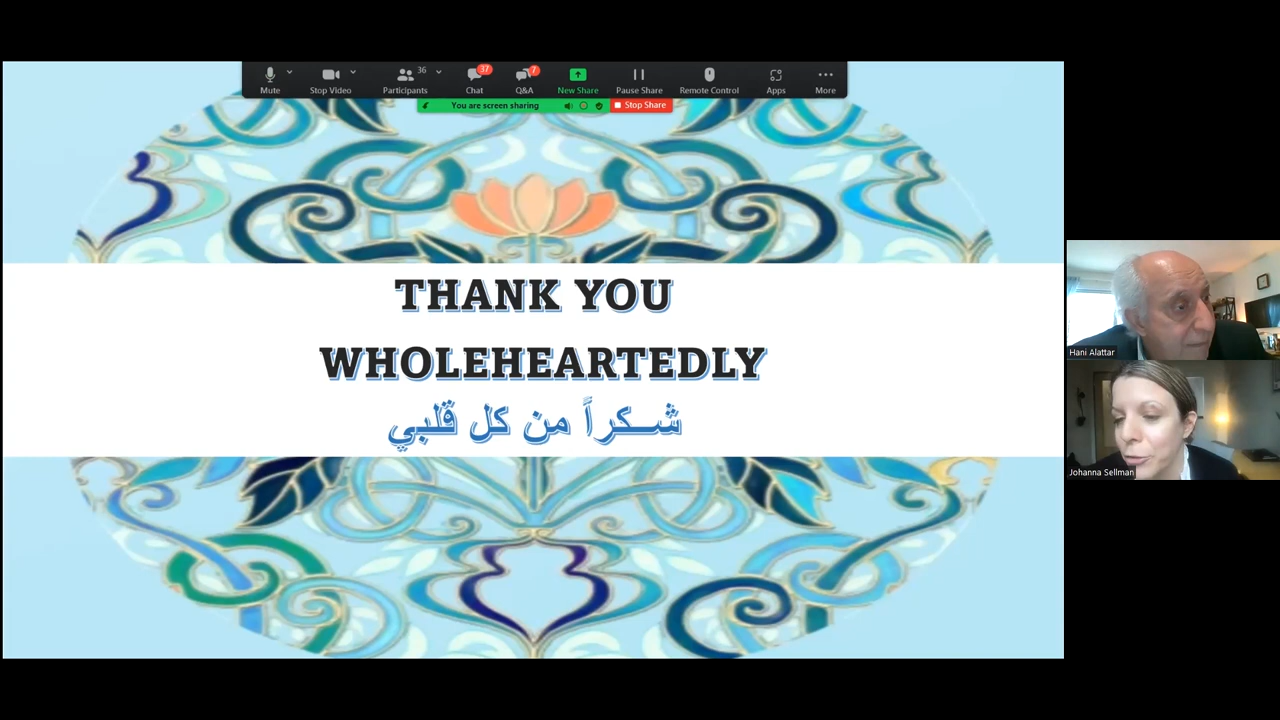 36
37
7
Mute
Stop Video
Participants
Chat
Q&A
New Share
Pause Share
Remote Control
Apps
More
You are screen sharing
Stop Share
THANK YOU
WHOLEHEARTEDLY
شـكراً من كل قلبي
Hani Alattar
Johanna Sellman